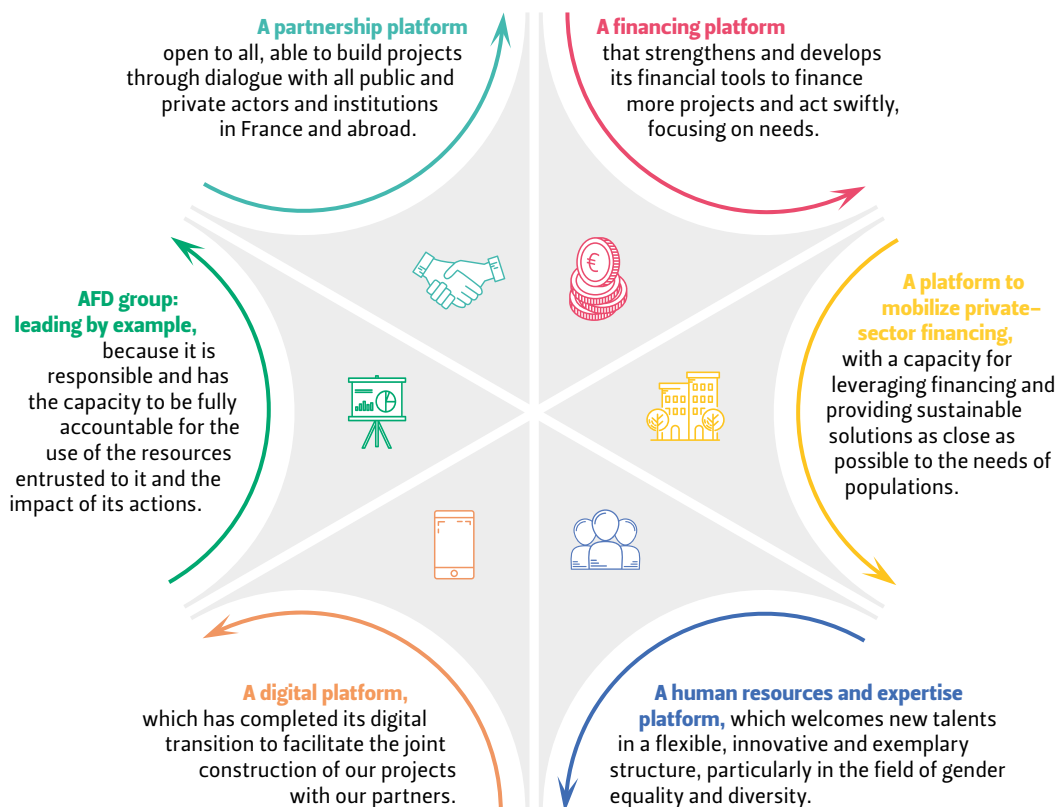 A partnership platform
open to all, able to build projects
through dialogue with all public and
private actors and institutions
in France and abroad.
A financing platform
that strengthens and develops
its financial tools to finance
more projects and act swiftly,
focusing on needs.
€
A platform to
mobilize private–
sector financing,
with a capacity for
leveraging financing and
providing sustainable
solutions as close as
possible to the needs of
populations.
A human resources and expertise
platform, which welcomes new talents
in a flexible, innovative and exemplary
structure, particularly in the field of gender
equality and diversity.
A digital platform,
which has completed its digital
transition to facilitate the joint
construction of our projects
with our partners.
AFD group:
leading by example,
because it is
responsible and has
the capacity to be fully
accountable for the
use of the resources
entrusted to it and the
impact of its actions.